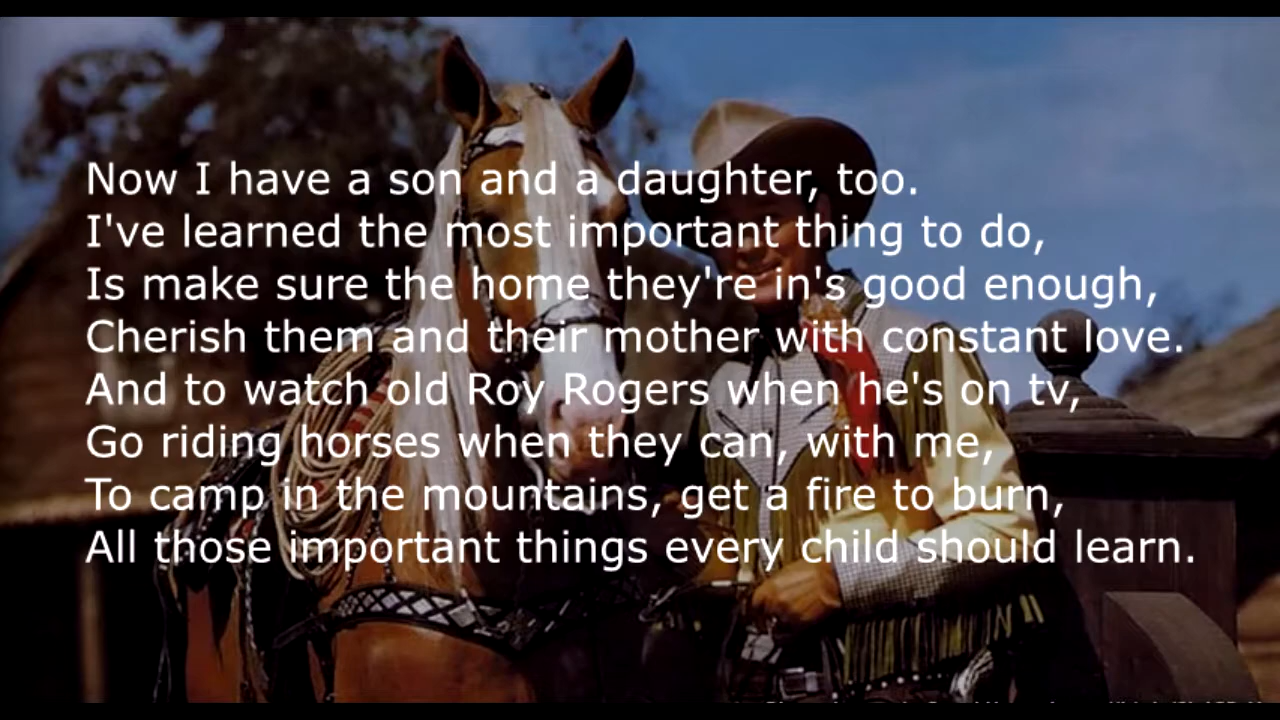 Now I have a son and a daughter, too.
I've learned the most important thing to do,
Is make sure the home they're in's good enough,
Cherish them and their mother with constant love.
And to watch old Roy Rogers when he's on tv,
Go riding horses when they can, with me,
To camp in the mountains, get a fire to burn,
All those important things every child should learn.